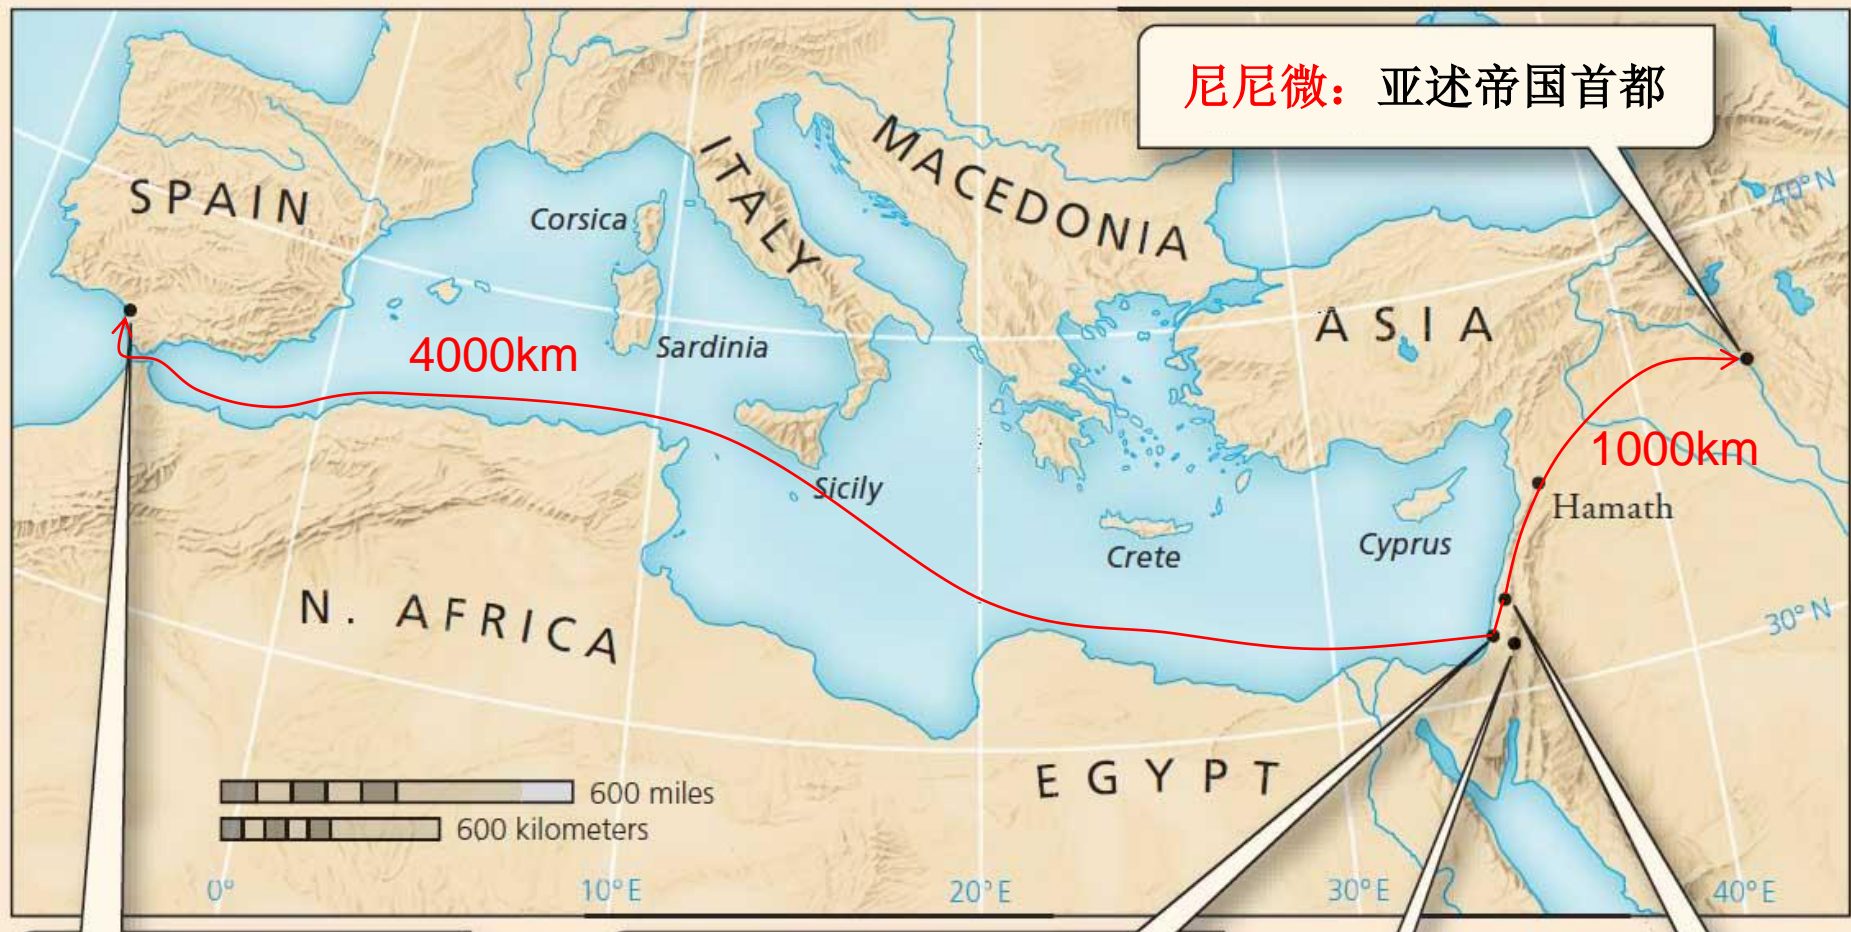 尼尼微：亚述帝国首都
40°N
SPAIN
Corsica
ITALY
MACEDONIA
ASIA
4000km
Sardinia
1000km
Sicily
Hamath
Crete
Cyprus
N. AFRICA
30°N
EGYPT
600 miles
600 kilometers
0°
10°E
20°E
30°E
40°E